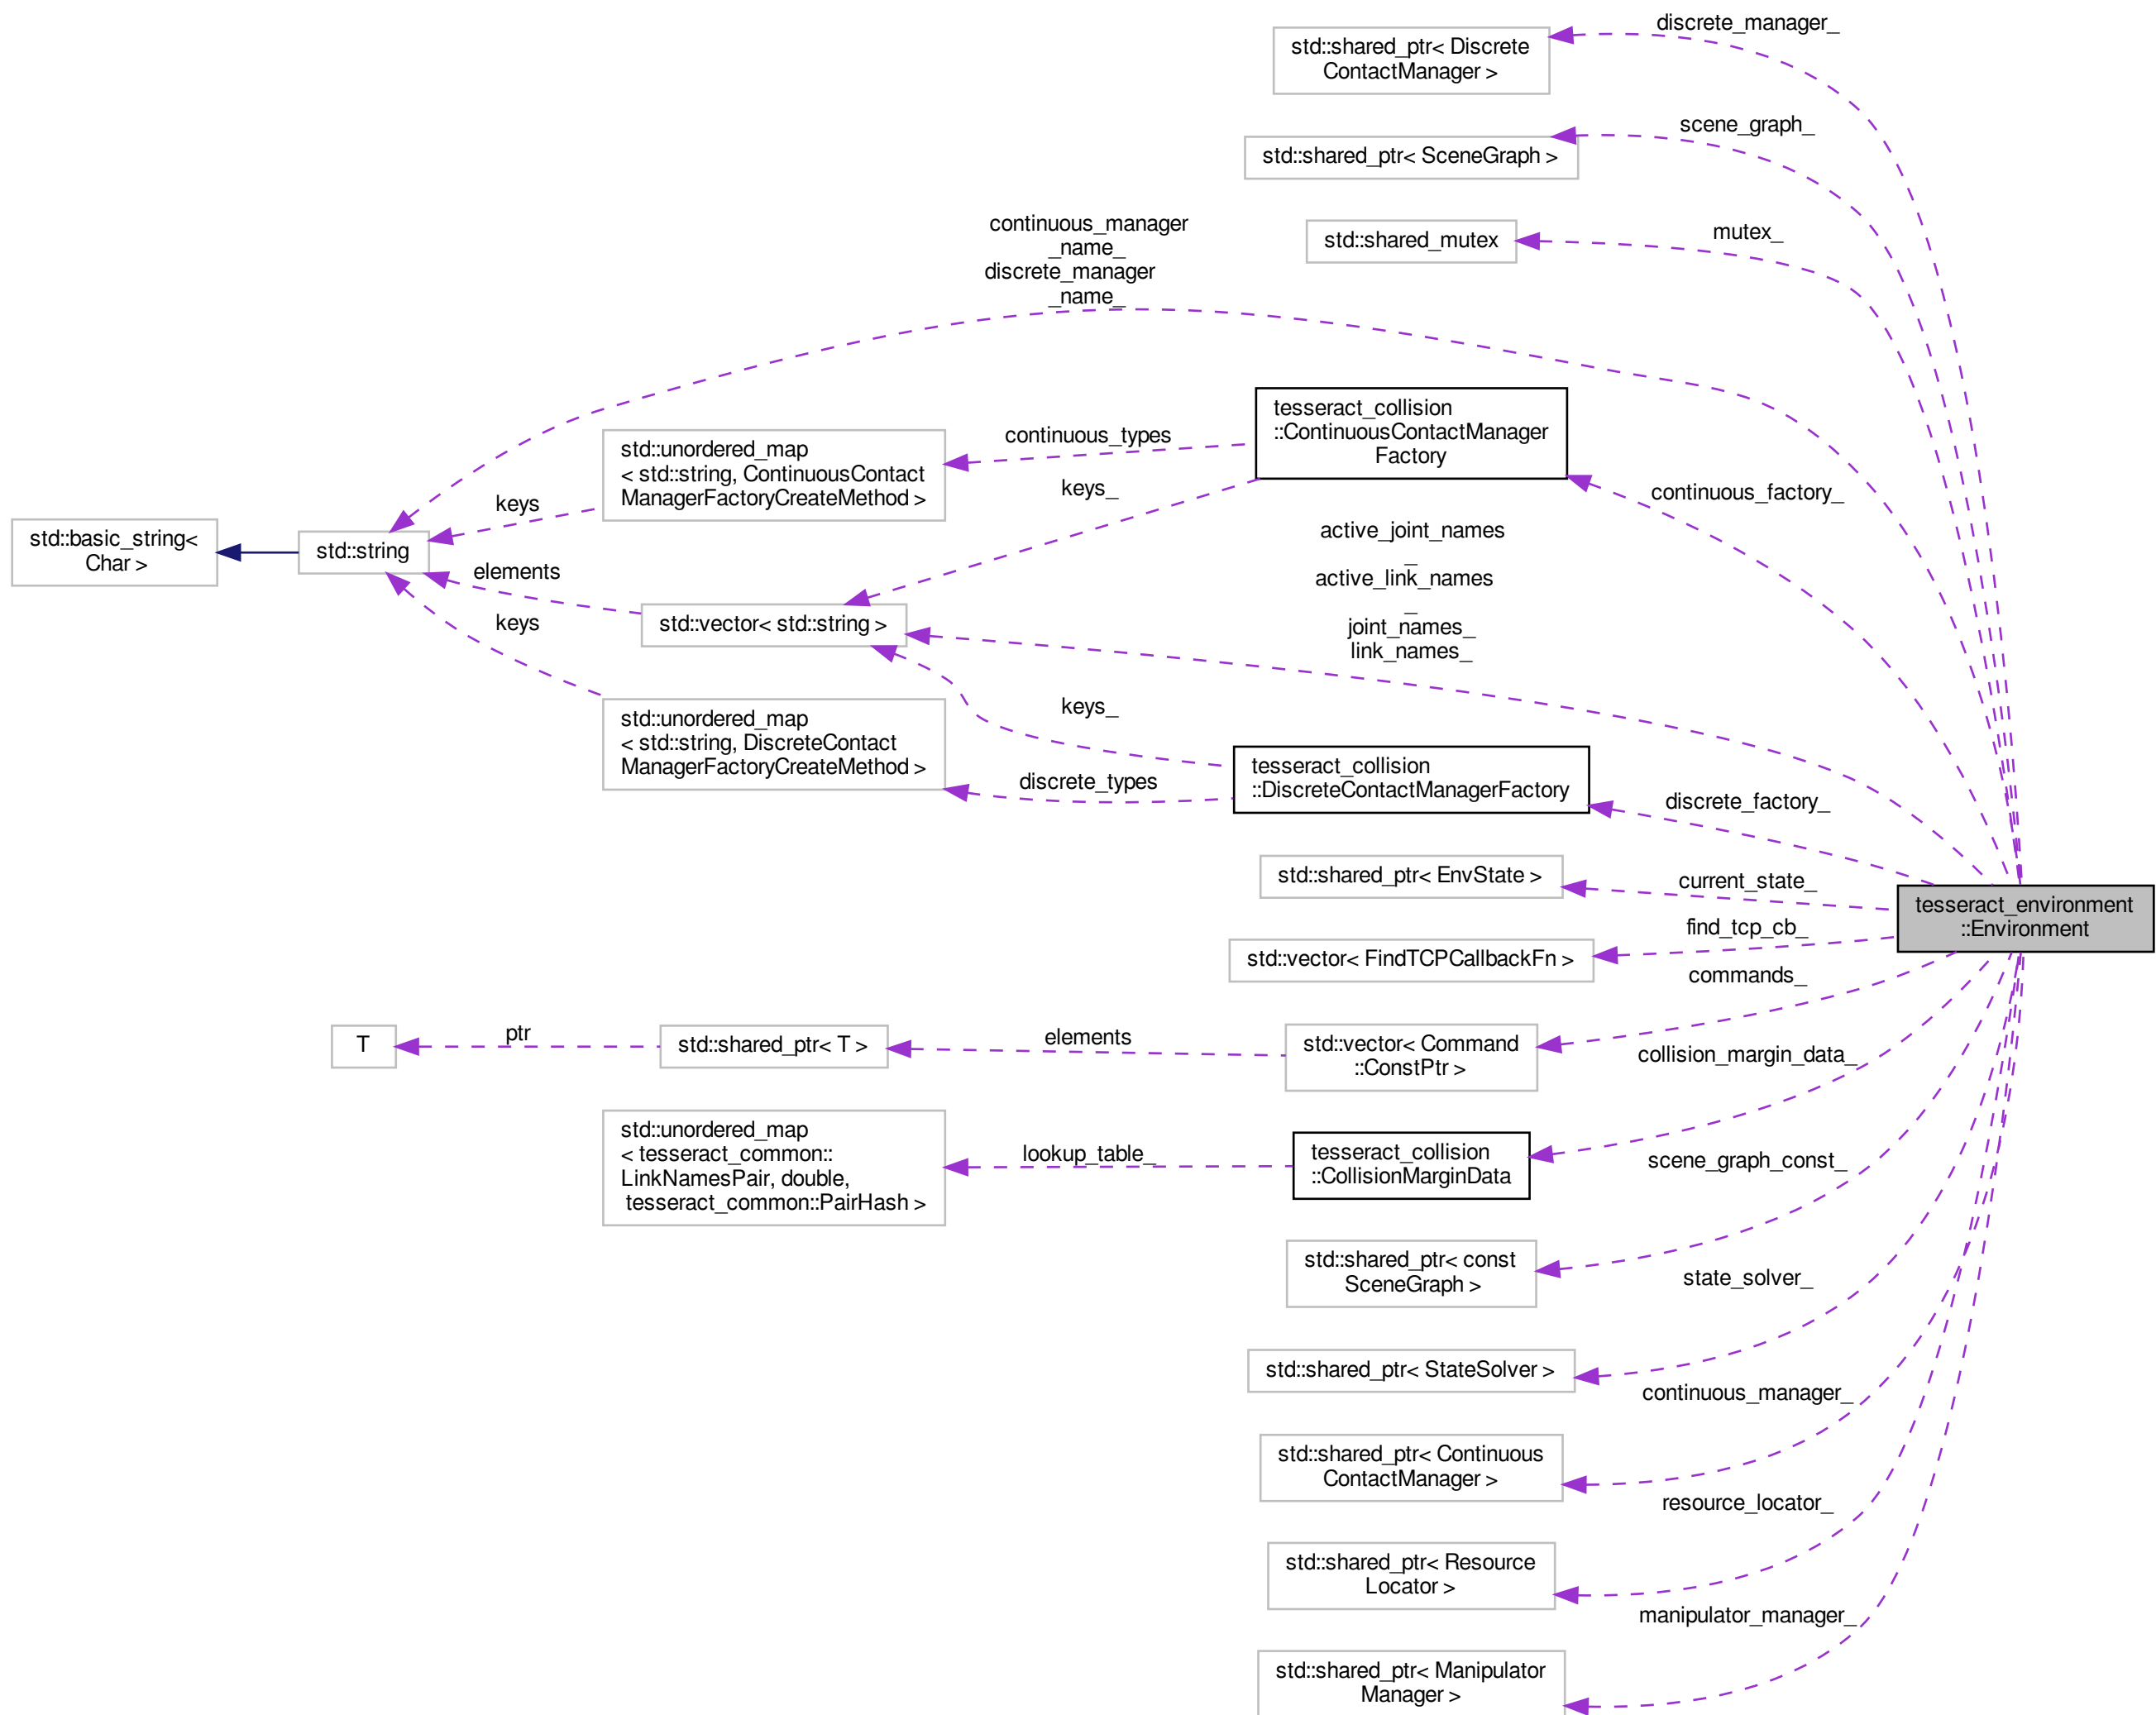 discrete_manager_
std::shared_ptr< Discrete
ContactManager >
scene_graph_
std::shared_ptr< SceneGraph >
mutex_
std::shared_mutex
continuous_manager
_name_
discrete_manager
_name_
tesseract_collision
::ContinuousContactManager
Factory
continuous_types
std::unordered_map
< std::string, ContinuousContact
ManagerFactoryCreateMethod >
keys_
keys
continuous_factory_
std::basic_string<
Char >
std::string
elements
active_joint_names
_
active_link_names
_
joint_names_
link_names_
std::vector< std::string >
keys
keys_
std::unordered_map
< std::string, DiscreteContact
ManagerFactoryCreateMethod >
discrete_types
tesseract_collision
::DiscreteContactManagerFactory
discrete_factory_
std::shared_ptr< EnvState >
current_state_
tesseract_environment
::Environment
find_tcp_cb_
std::vector< FindTCPCallbackFn >
commands_
T
ptr
std::shared_ptr< T >
elements
std::vector< Command
::ConstPtr >
collision_margin_data_
std::unordered_map
< tesseract_common::
LinkNamesPair, double,
tesseract_common::PairHash >
lookup_table_
tesseract_collision
::CollisionMarginData
scene_graph_const_
std::shared_ptr< const
SceneGraph >
state_solver_
std::shared_ptr< StateSolver >
continuous_manager_
std::shared_ptr< Continuous
ContactManager >
resource_locator_
std::shared_ptr< Resource
Locator >
manipulator_manager_
std::shared_ptr< Manipulator
Manager >